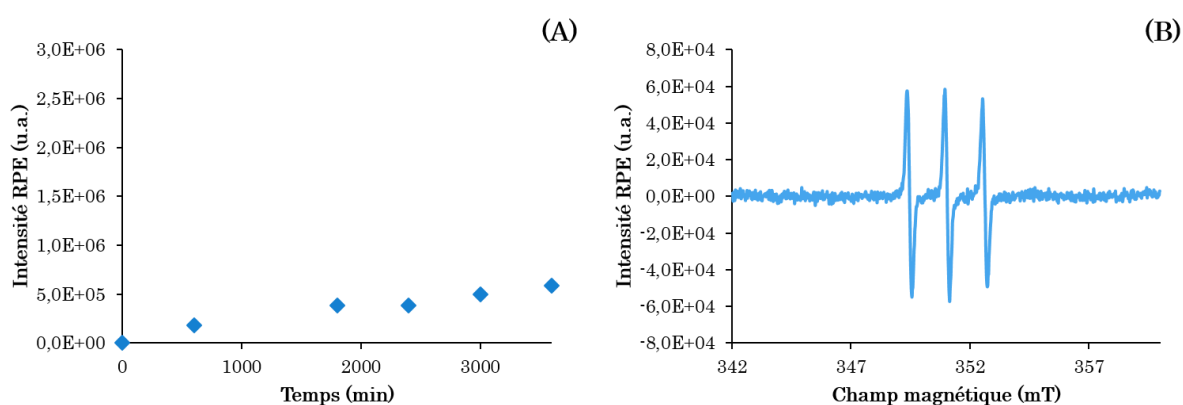 (A)
3,0E+06
2,5E+06
2,0E+06
1,5E+06
1,0E+06
5,0E+05
0,0E+00
Intensité RPE (u.a.)
0 1000 2000 3000
Temps (min)
(B)
8,0E+04
6,0E+04
4,0E+04
2,0E+04
0,0E+00
-2,0E+04
-4,0E+04
-6,0E+04
-8,0E+04
Intensité RPE (u.a.)
342 347 352 357
Champ magnétique (mT)